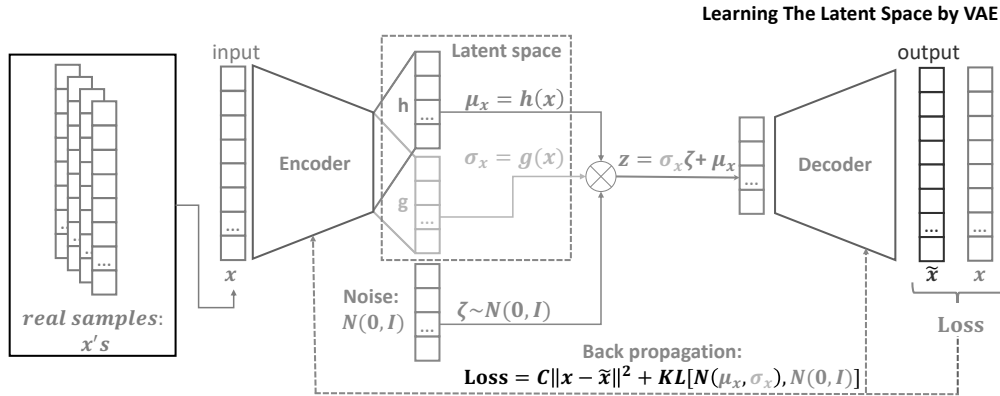 Learning The Latent Space by VAE
input
Latent space
output
h
μₓ = h(x)
...
Encoder
σₓ = g(x)
z = σₓζ+ μₓ
Decoder
g
...
...
...
...
...
...
x
x̃
x
real samples:
x's
Noise:
N(0, I)
...
ζ~N(0, I)
Loss
Back propagation:
Loss = C‖x − x̃‖² + KL[N(μₓ, σₓ), N(0, I)]